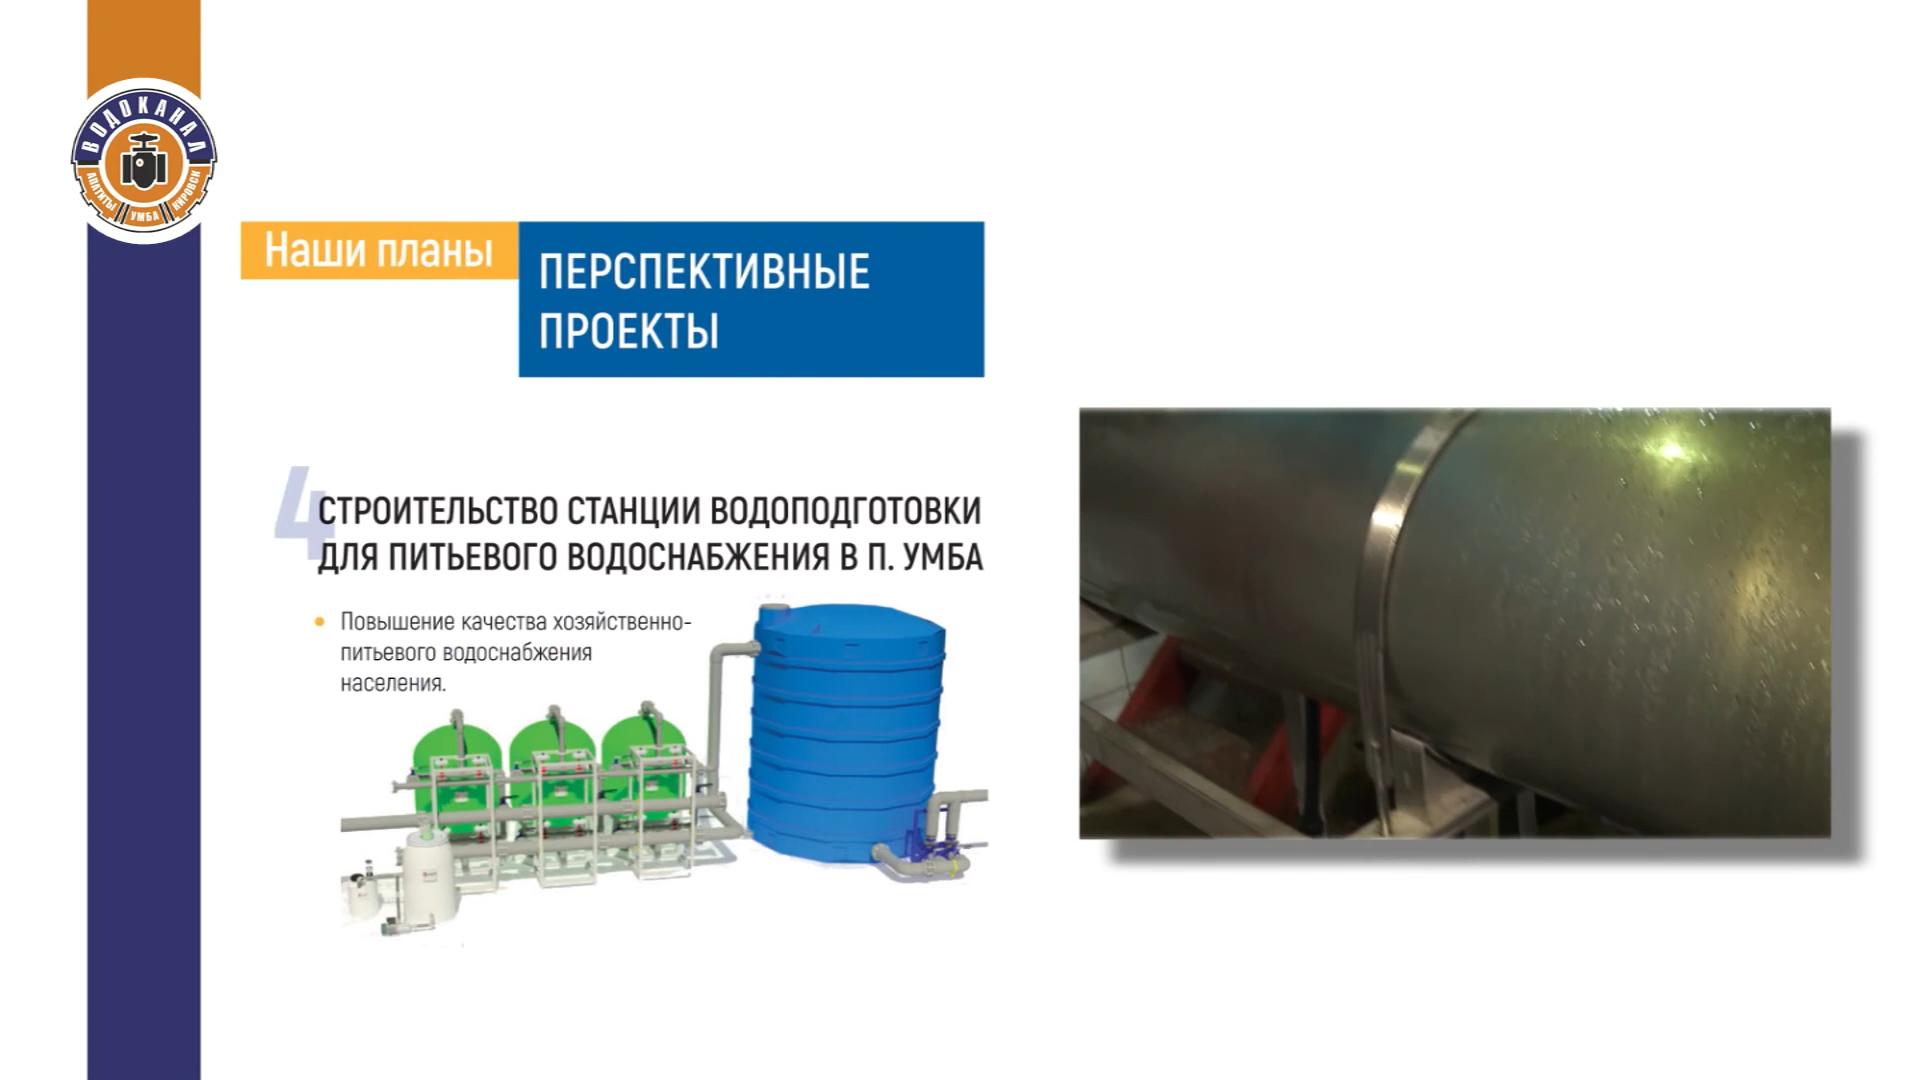 ВОДОКАНАЛ
АПАТИТЫ
УМБА
КИРОВСК
Наши планы
ПЕРСПЕКТИВНЫЕ
ПРОЕКТЫ
4
СТРОИТЕЛЬСТВО СТАНЦИИ ВОДОПОДГОТОВКИ
ДЛЯ ПИТЬЕВОГО ВОДОСНАБЖЕНИЯ В П. УМБА
• Повышение качества хозяйственно-
питьевого водоснабжения
населения.